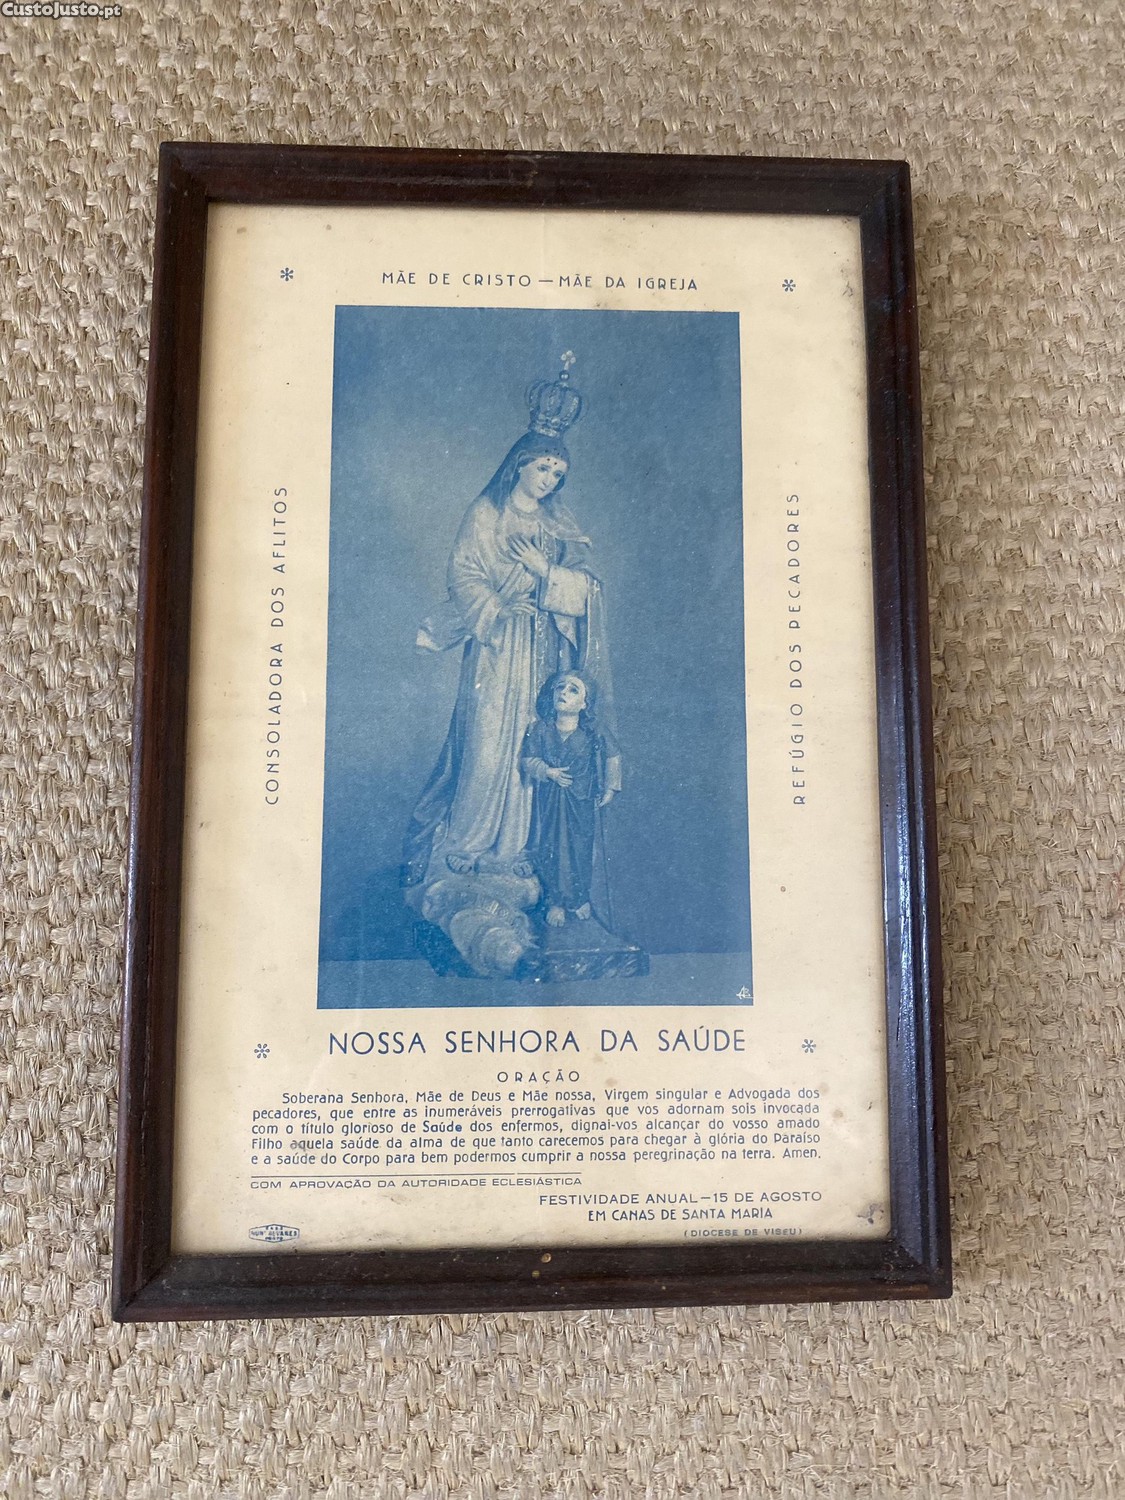 CustoJusto.pt
MÃE DE CRISTO — MÃE DA IGREJA
CONSOLADORA DOS AFLITOS
REFÚGIO DOS PECADORES
NOSSA SENHORA DA SAÚDE
ORAÇÃO
Soberana Senhora, Mãe de Deus e Mãe nossa, Virgem singular e Advogada dos
pecadores, que entre as inumeráveis prerrogativas que vos adornam sois invocada
com o título glorioso de Saúde dos enfermos, dignai-vos alcançar do vosso amado
Filho aquela saúde da alma de que tanto carecemos para chegar à glória do Paraíso
e a saúde do Corpo para bem podermos cumprir a nossa peregrinação na terra. Amen.
COM APROVAÇÃO DA AUTORIDADE ECLESIÁSTICA
FESTIVIDADE ANUAL — 15 DE AGOSTO
EM CANAS DE SANTA MARIA
(DIOCESE DE VISEU)